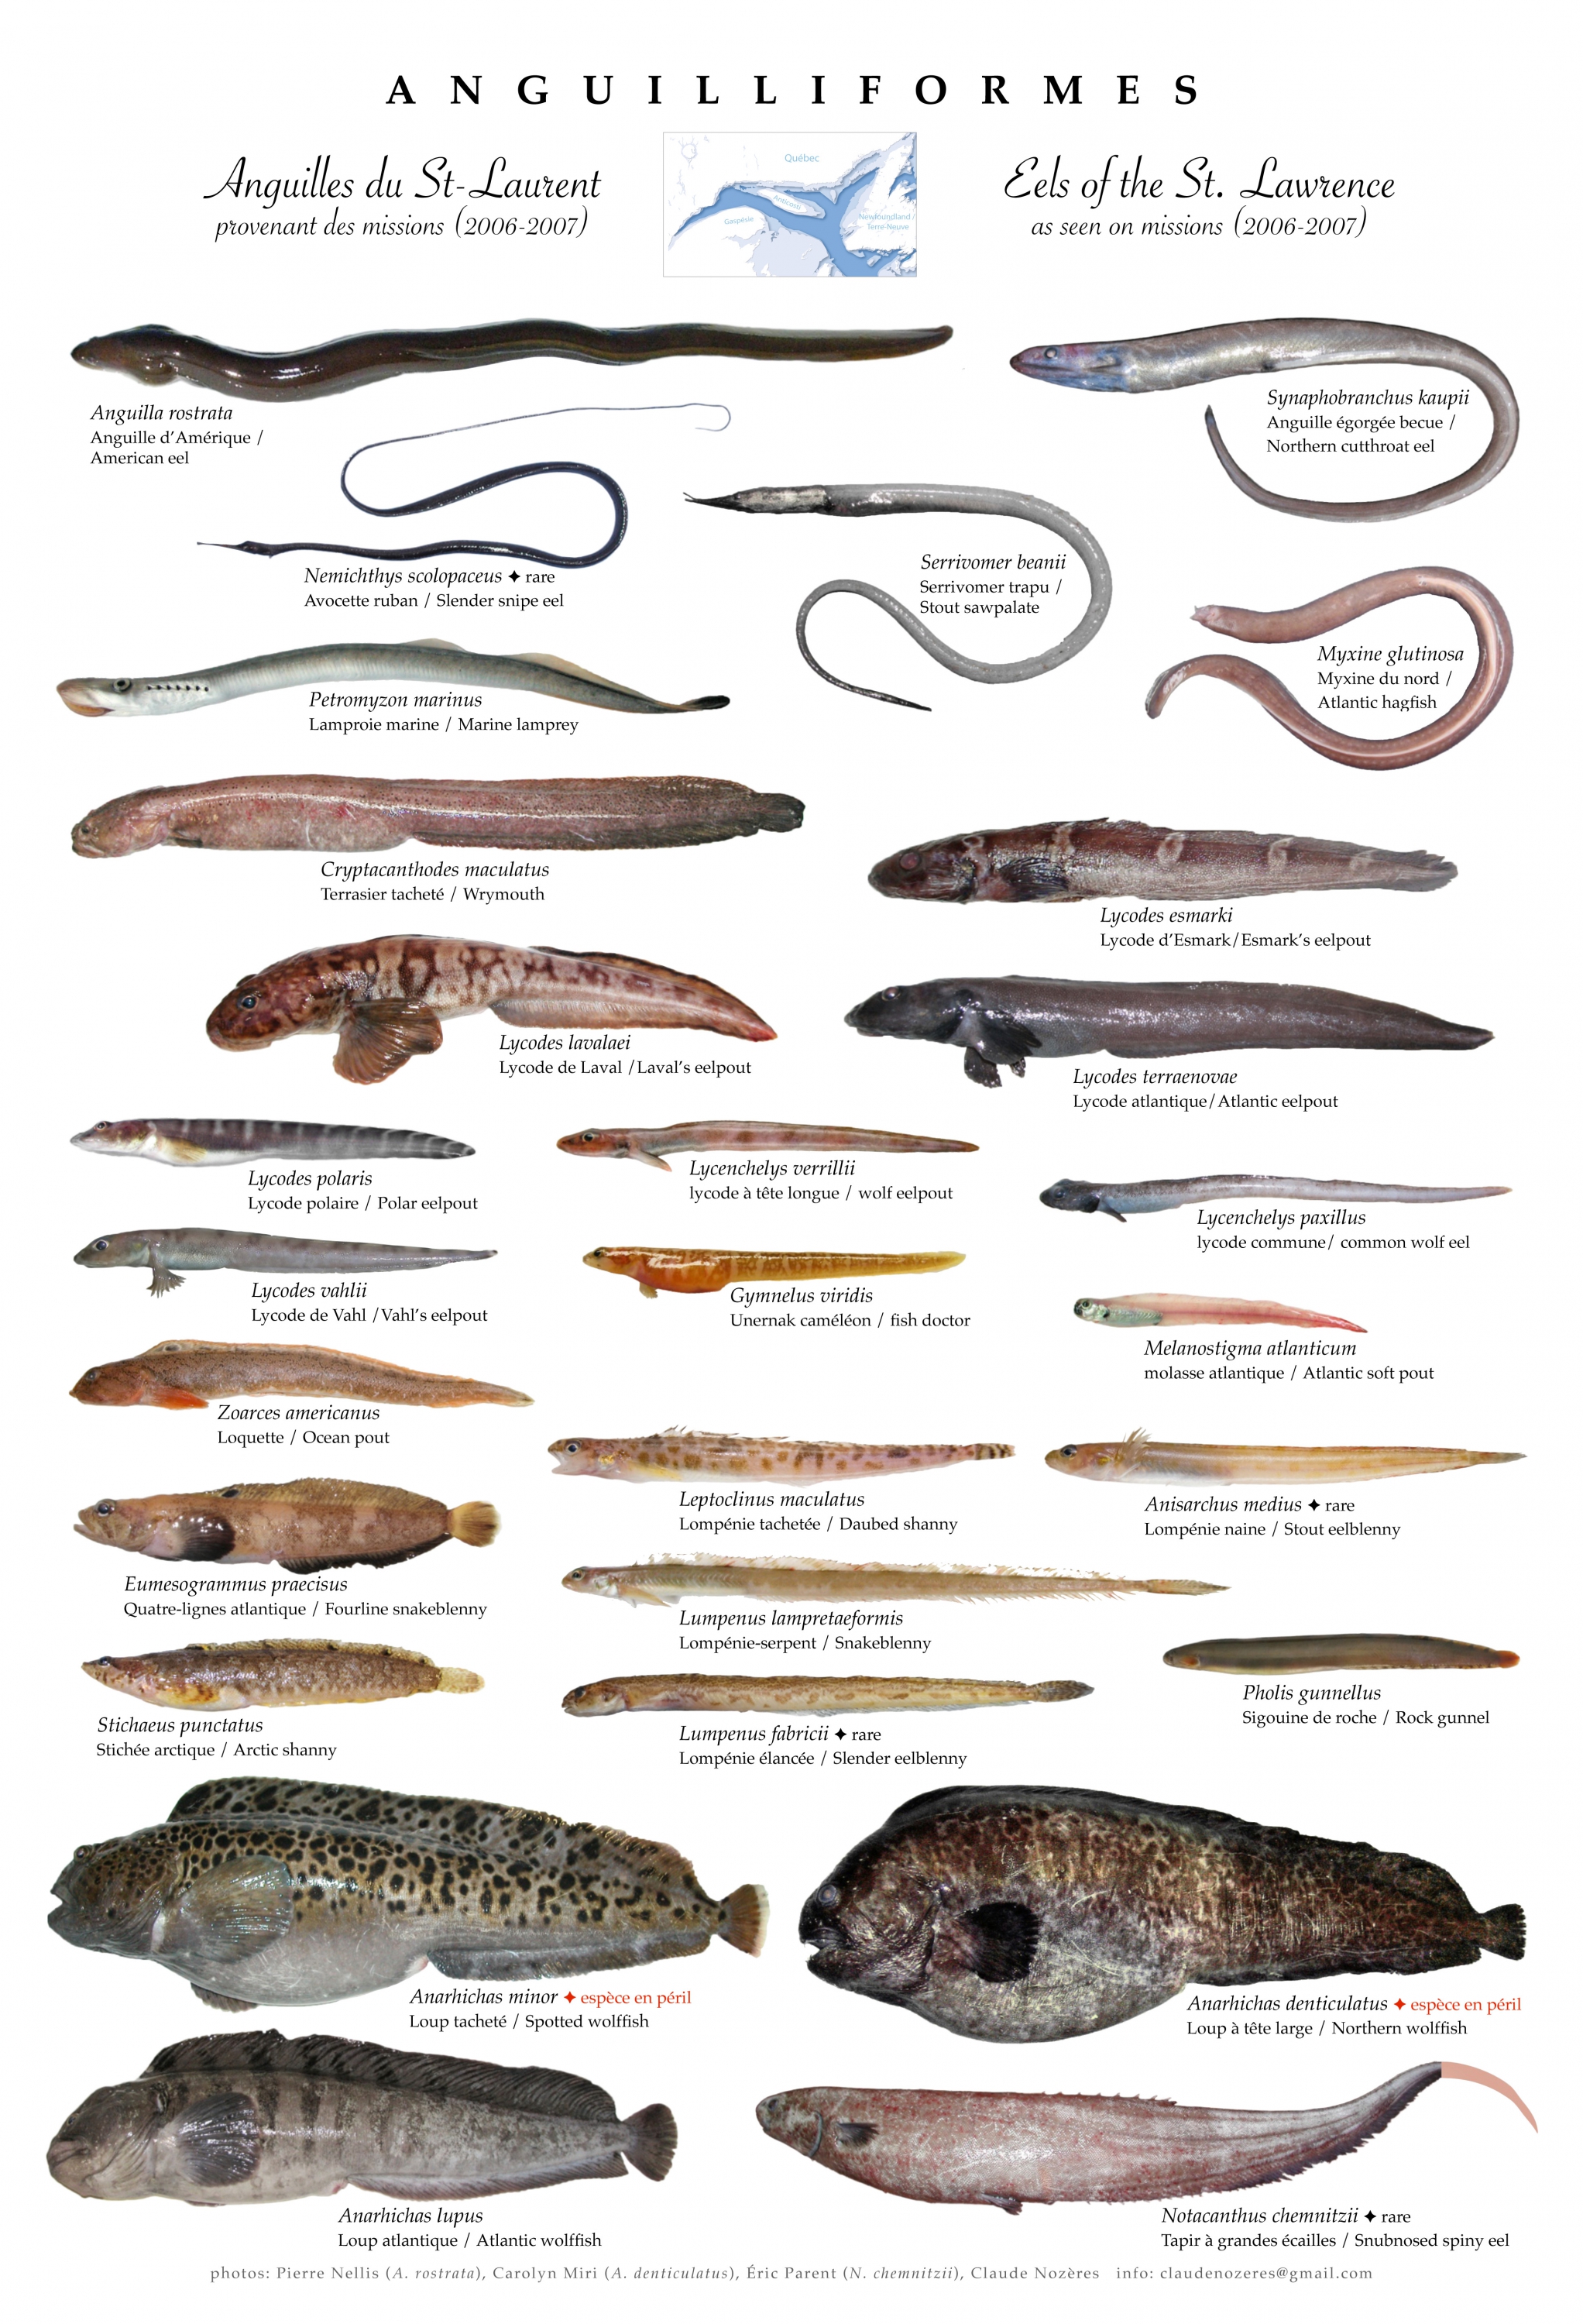 ANGUILLIFORMES
Anguilles du St-Laurent
provenant des missions (2006-2007)
Québec
Anticosti
Gaspésie
Newfoundland /
Terre-Neuve
Eels of the St. Lawrence
as seen on missions (2006-2007)
Anguilla rostrata
Anguille d'Amérique /
American eel
Synaphobranchus kaupii
Anguille égorgée becue /
Northern cutthroat eel
Nemichthys scolopaceus ✦ rare
Avocette ruban / Slender snipe eel
Serrivomer beanii
Serrivomer trapu /
Stout sawpalate
Myxine glutinosa
Myxine du nord /
Atlantic hagfish
Petromyzon marinus
Lamproie marine / Marine lamprey
Cryptacanthodes maculatus
Terrasier tacheté / Wrymouth
Lycodes esmarki
Lycode d'Esmark/Esmark's eelpout
Lycodes lavalaei
Lycode de Laval /Laval's eelpout
Lycodes terraenovae
Lycode atlantique/Atlantic eelpout
Lycodes polaris
Lycode polaire / Polar eelpout
Lycenchelys verrillii
lycode à tête longue / wolf eelpout
Lycenchelys paxillus
lycode commune/ common wolf eel
Lycodes vahlii
Lycode de Vahl /Vahl's eelpout
Gymnelus viridis
Unernak caméléon / fish doctor
Melanostigma atlanticum
molasse atlantique / Atlantic soft pout
Zoarces americanus
Loquette / Ocean pout
Leptoclinus maculatus
Lompénie tachetée / Daubed shanny
Anisarchus medius ✦ rare
Lompénie naine / Stout eelblenny
Eumesogrammus praecisus
Quatre-lignes atlantique / Fourline snakeblenny
Lumpenus lampretaeformis
Lompénie-serpent / Snakeblenny
Pholis gunnellus
Sigouine de roche / Rock gunnel
Stichaeus punctatus
Stichée arctique / Arctic shanny
Lumpenus fabricii ✦ rare
Lompénie élancée / Slender eelblenny
Anarhichas minor ✦ espèce en péril
Loup tacheté / Spotted wolffish
Anarhichas denticulatus ✦ espèce en péril
Loup à tête large / Northern wolffish
Anarhichas lupus
Loup atlantique / Atlantic wolffish
Notacanthus chemnitzii ✦ rare
Tapir à grandes écailles / Snubnosed spiny eel
photos: Pierre Nellis (A. rostrata), Carolyn Miri (A. denticulatus), Éric Parent (N. chemnitzii), Claude Nozères info: claudenozeres@gmail.com